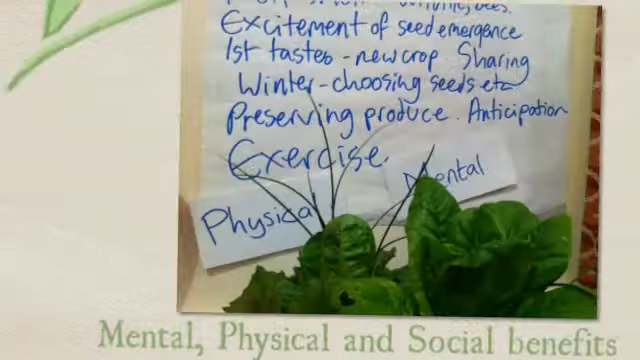 Excitement of seed emergence
1st tastes - new crop. Sharing
Winter - choosing seeds etc
Preserving produce. Anticipation
Exercise.
Mental
Physical
Mental, Physical and Social benefits